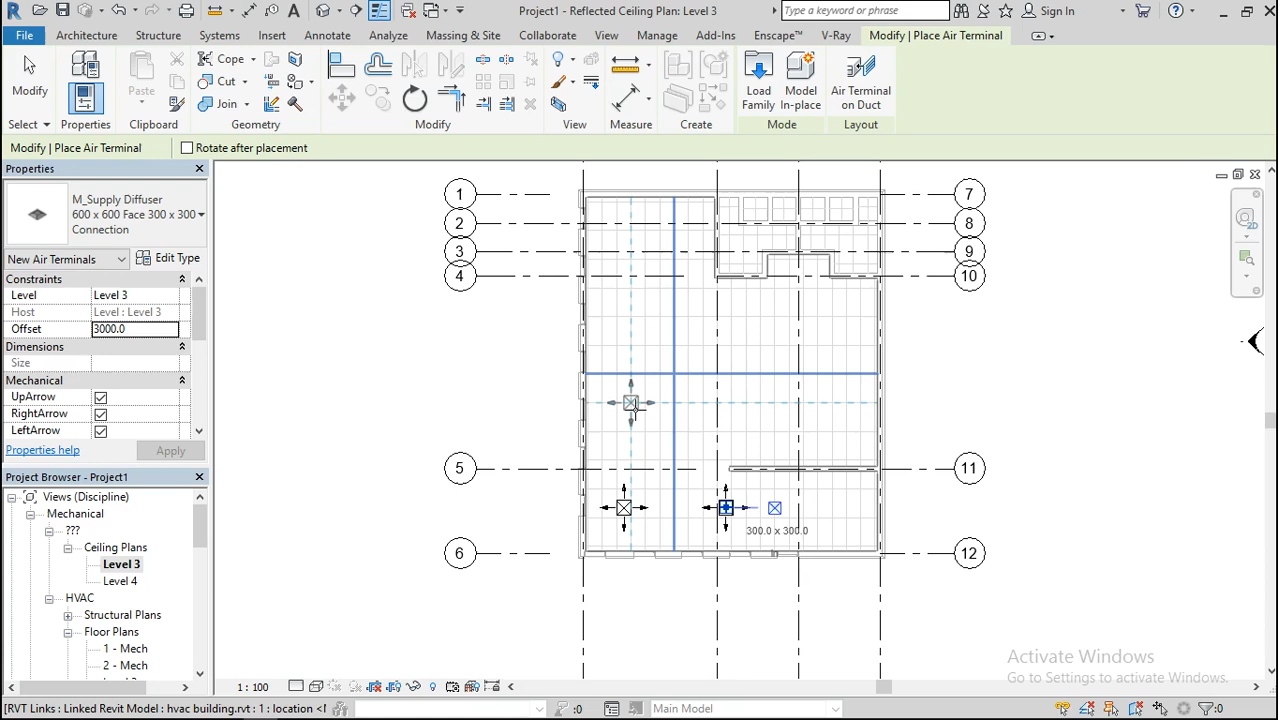 Project1 - Reflected Ceiling Plan: Level 3
Type a keyword or phrase
Sign In
File
Architecture
Structure
Systems
Insert
Annotate
Analyze
Massing & Site
Collaborate
View
Manage
Add-Ins
Enscape™
V-Ray
Modify | Place Air Terminal
Modify
Paste
Cope
Cut
Join
Load
Family
Model
In-place
Air Terminal
on Duct
Select
Properties
Clipboard
Geometry
Modify
View
Measure
Create
Mode
Layout
Modify | Place Air Terminal
Rotate after placement
Properties
M_Supply Diffuser
600 x 600 Face 300 x 300
Connection
New Air Terminals
Edit Type
Constraints
Level
Level 3
Host
Level : Level 3
Offset
3000.0
Dimensions
Size
Mechanical
UpArrow
RightArrow
LeftArrow
Properties help
Apply
Project Browser - Project1
Views (Discipline)
Mechanical
???
Ceiling Plans
Level 3
Level 4
HVAC
Structural Plans
Floor Plans
1 - Mech
2 - Mech
1
2
3
4
5
6
7
8
9
10
11
12
300.0 x 300.0
2D
Activate Windows
Go to Settings to activate Windows.
1 : 100
[RVT Links : Linked Revit Model : hvac building.rvt : 1 : location <
:0
Main Model
:0